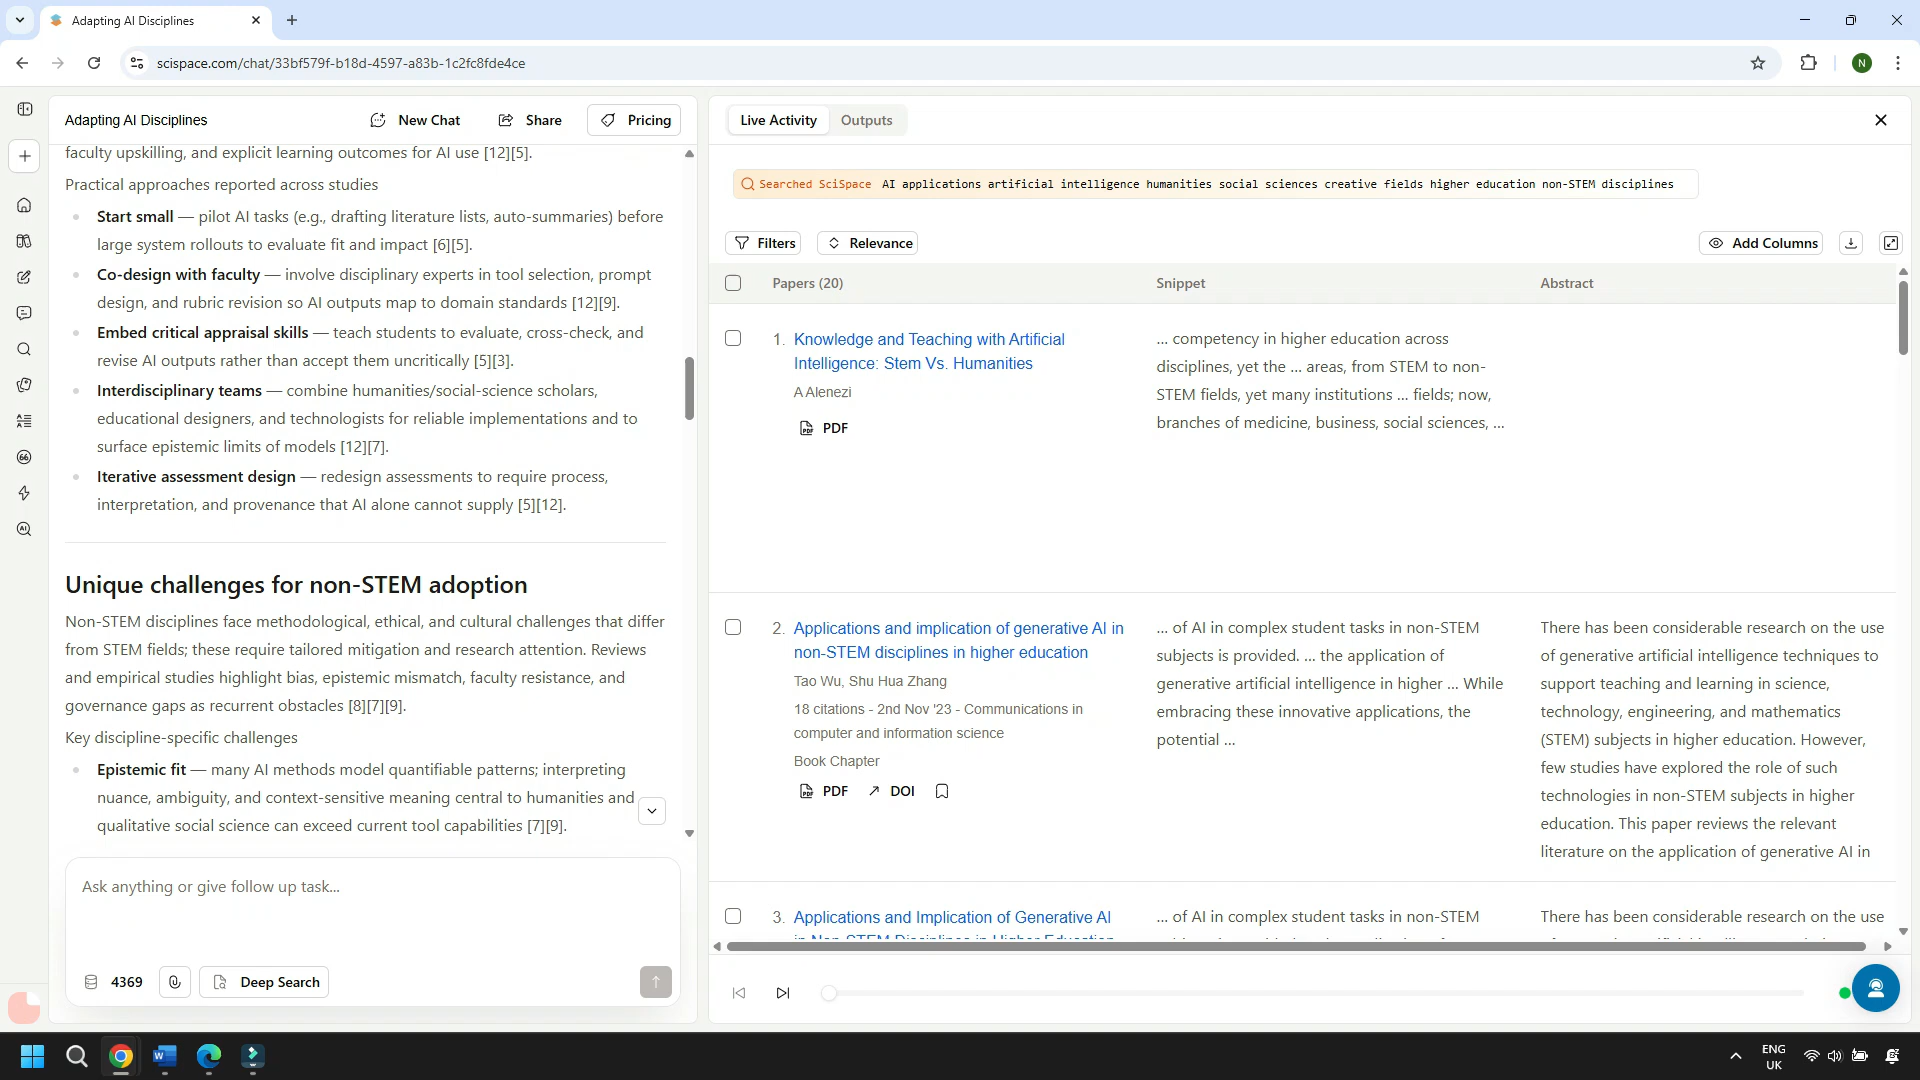 Adapting AI Disciplines
scispace.com/chat/33bf579f-b18d-4597-a83b-1c2fc8fde4ce
N
Adapting AI Disciplines
New Chat
Share
Pricing
faculty upskilling, and explicit learning outcomes for AI use [12][5].
Practical approaches reported across studies
Start small — pilot AI tasks (e.g., drafting literature lists, auto-summaries) before
large system rollouts to evaluate fit and impact [6][5].
Co-design with faculty — involve disciplinary experts in tool selection, prompt
design, and rubric revision so AI outputs map to domain standards [12][9].
Embed critical appraisal skills — teach students to evaluate, cross-check, and
revise AI outputs rather than accept them uncritically [5][3].
Interdisciplinary teams — combine humanities/social-science scholars,
educational designers, and technologists for reliable implementations and to
surface epistemic limits of models [12][7].
Iterative assessment design — redesign assessments to require process,
interpretation, and provenance that AI alone cannot supply [5][12].
Unique challenges for non-STEM adoption
Non-STEM disciplines face methodological, ethical, and cultural challenges that differ
from STEM fields; these require tailored mitigation and research attention. Reviews
and empirical studies highlight bias, epistemic mismatch, faculty resistance, and
governance gaps as recurrent obstacles [8][7][9].
Key discipline-specific challenges
Epistemic fit — many AI methods model quantifiable patterns; interpreting
nuance, ambiguity, and context-sensitive meaning central to humanities and
qualitative social science can exceed current tool capabilities [7][9].
Ask anything or give follow up task...
4369
Deep Search
Live Activity
Outputs
Searched SciSpace AI applications artificial intelligence humanities social sciences creative fields higher education non-STEM disciplines
Filters
Relevance
Add Columns
Papers (20)
Snippet
Abstract
1. Knowledge and Teaching with Artificial
Intelligence: Stem Vs. Humanities
A Alenezi
PDF
... competency in higher education across
disciplines, yet the ... areas, from STEM to non-
STEM fields, yet many institutions ... fields; now,
branches of medicine, business, social sciences, ...
2. Applications and implication of generative AI in
non-STEM disciplines in higher education
Tao Wu, Shu Hua Zhang
18 citations - 2nd Nov '23 - Communications in
computer and information science
Book Chapter
PDF
DOI
... of AI in complex student tasks in non-STEM
subjects is provided. ... the application of
generative artificial intelligence in higher ... While
embracing these innovative applications, the
potential ...
There has been considerable research on the use
of generative artificial intelligence techniques to
support teaching and learning in science,
technology, engineering, and mathematics
(STEM) subjects in higher education. However,
few studies have explored the role of such
technologies in non-STEM subjects in higher
education. This paper reviews the relevant
literature on the application of generative AI in
3. Applications and Implication of Generative AI
in Non-STEM Disciplines in Higher Education
... of AI in complex student tasks in non-STEM
There has been considerable research on the use
ENG
UK